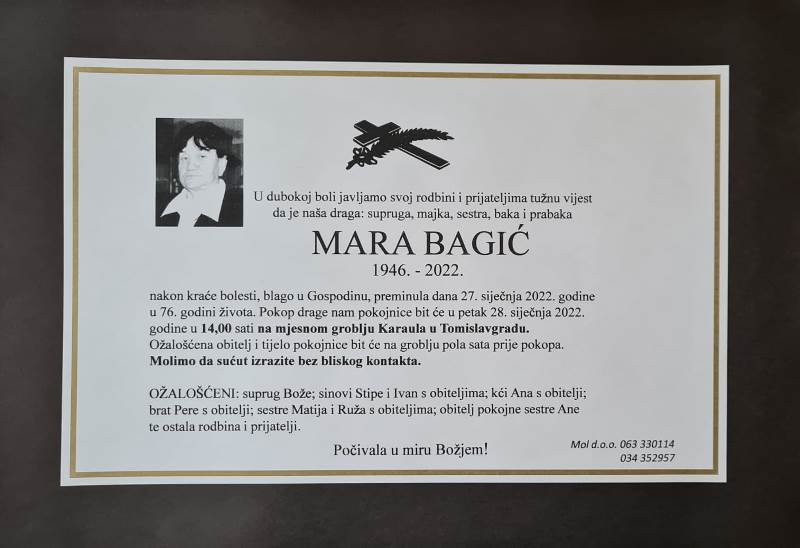 U dubokoj boli javljamo svoj rodbini i prijateljima tužnu vijest
da je naša draga: supruga, majka, sestra, baka i prabaka
MARA BAGIĆ
1946. - 2022.
nakon kraće bolesti, blago u Gospodinu, preminula dana 27. siječnja 2022. godine
u 76. godini života. Pokop drage nam pokojnice bit će u petak 28. siječnja 2022.
godine u 14,00 sati na mjesnom groblju Karaula u Tomislavgradu.
Ožalošćena obitelj i tijelo pokojnice bit će na groblju pola sata prije pokopa.
Molimo da sućut izrazite bez bliskog kontakta.
OŽALOŠĆENI: suprug Bože; sinovi Stipe i Ivan s obiteljima; kći Ana s obitelji;
brat Pere s obitelji; sestre Matija i Ruža s obiteljima; obitelj pokojne sestre Ane
te ostala rodbina i prijatelji.
Počivala u miru Božjem!
Mol d.o.o. 063 330114
034 352957